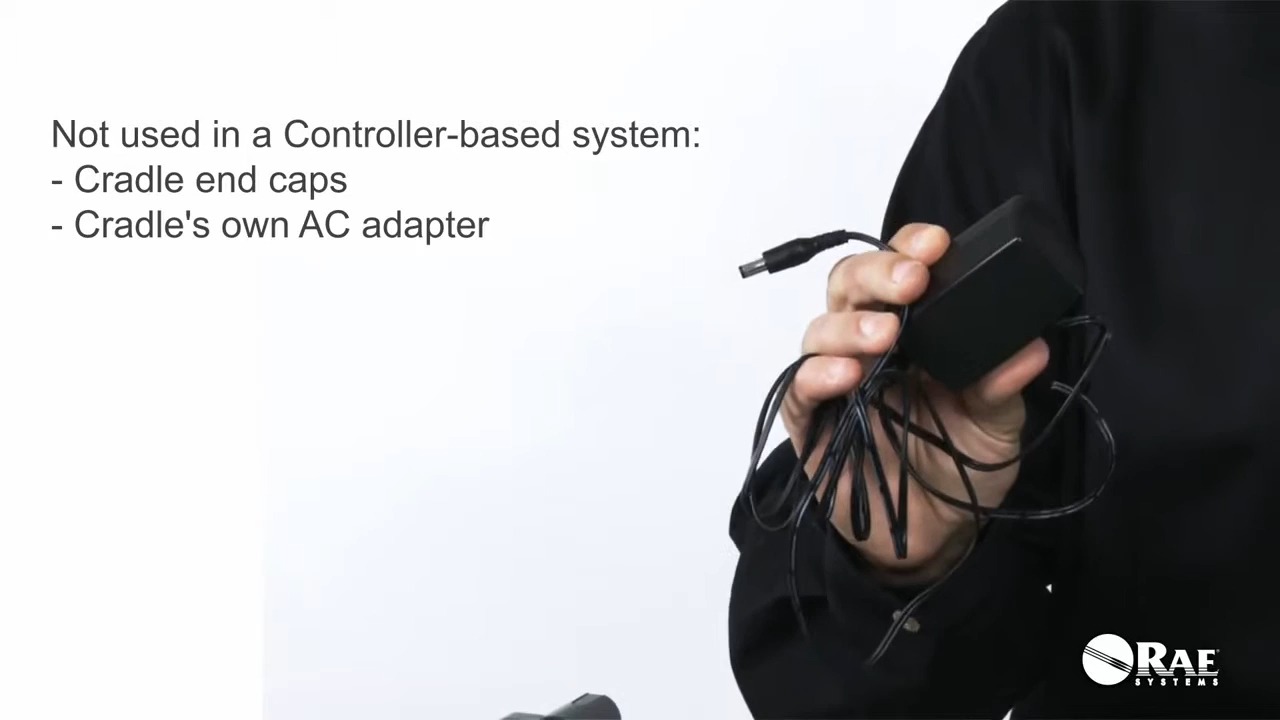 Not used in a Controller-based system:
- Cradle end caps
- Cradle's own AC adapter
RAE
SYSTEMS